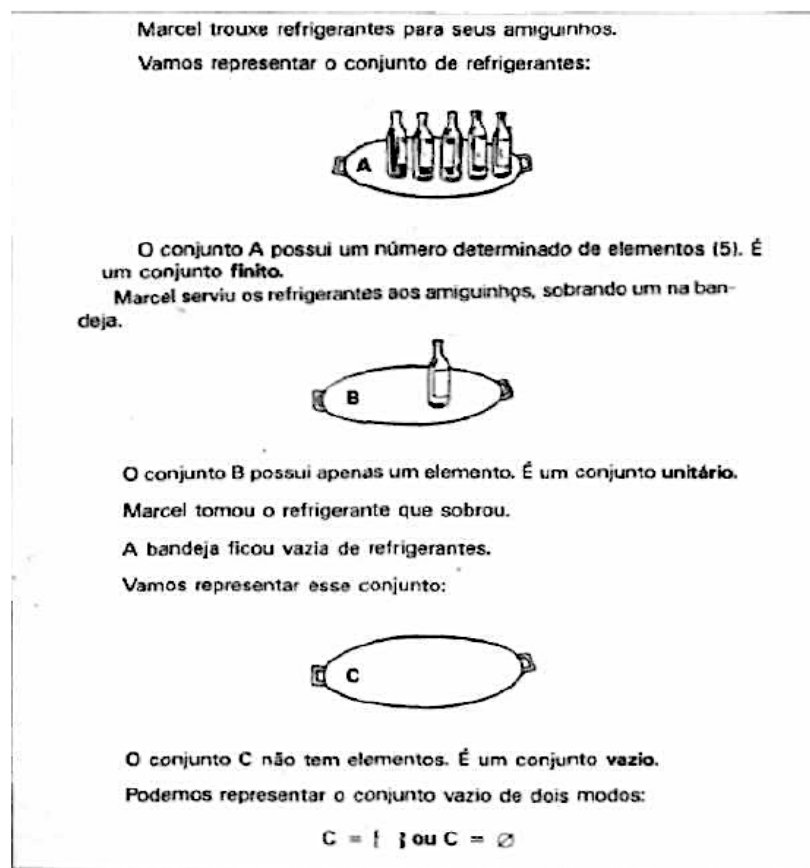 Marcel trouxe refrigerantes para seus amiguinhos.
Vamos representar o conjunto de refrigerantes:
A
O conjunto A possui um número determinado de elementos (5). É
um conjunto finito.
Marcel serviu os refrigerantes aos amiguinhos, sobrando um na ban-
deja.
B
O conjunto B possui apenas um elemento. É um conjunto unitário.
Marcel tomou o refrigerante que sobrou.
A bandeja ficou vazia de refrigerantes.
Vamos representar esse conjunto:
C
O conjunto C não tem elementos. É um conjunto vazio.
Podemos representar o conjunto vazio de dois modos:
C = { } ou C = ∅